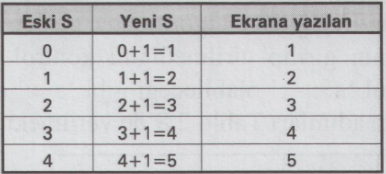 Eski S Yeni S Ekrana yazılan
0 0+1=1 1
1 1+1=2 2
2 2+1=3 3
3 3+1=4 4
4 4+1=5 5